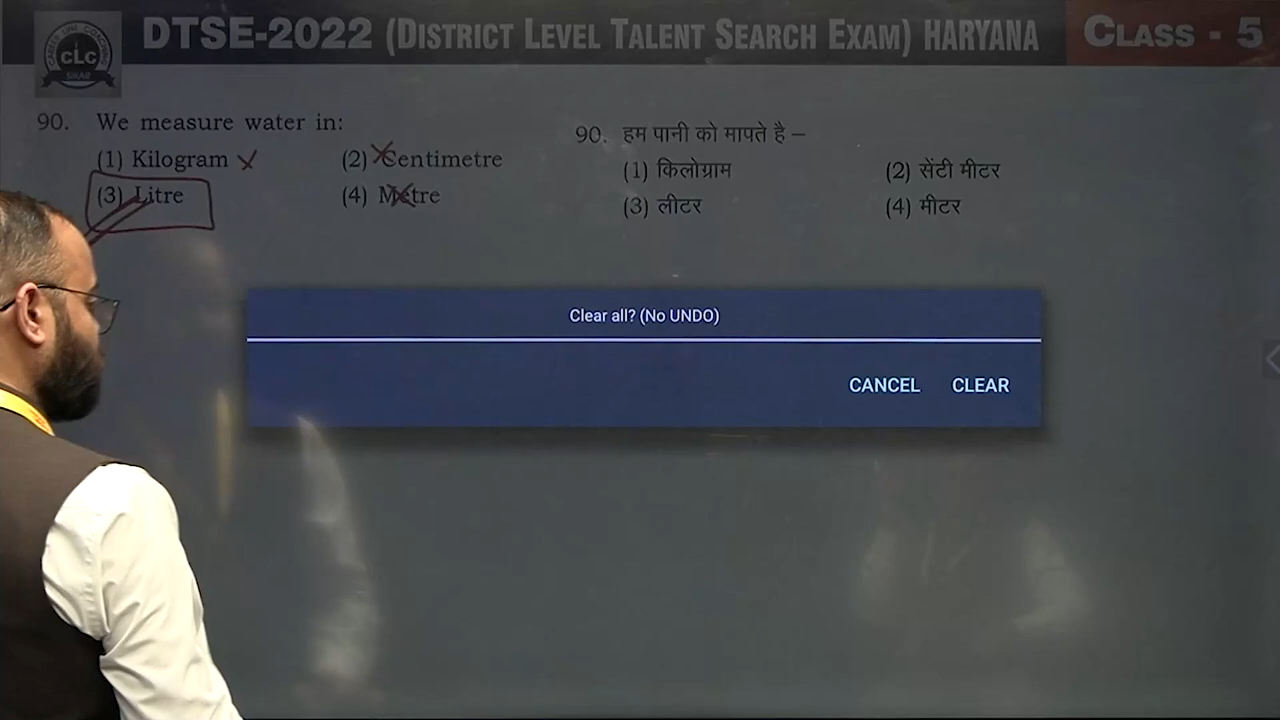 DTSE-2022 (DISTRICT LEVEL TALENT SEARCH EXAM) HARYANA
CLASS - 5
CLC
SIKAR
90. We measure water in:
(1) Kilogram (2) Centimetre
(3) Litre (4) Metre
90. हम पानी को मापते है –
(1) किलोग्राम (2) सेंटी मीटर
(3) लीटर (4) मीटर
Clear all? (No UNDO)
CANCEL CLEAR